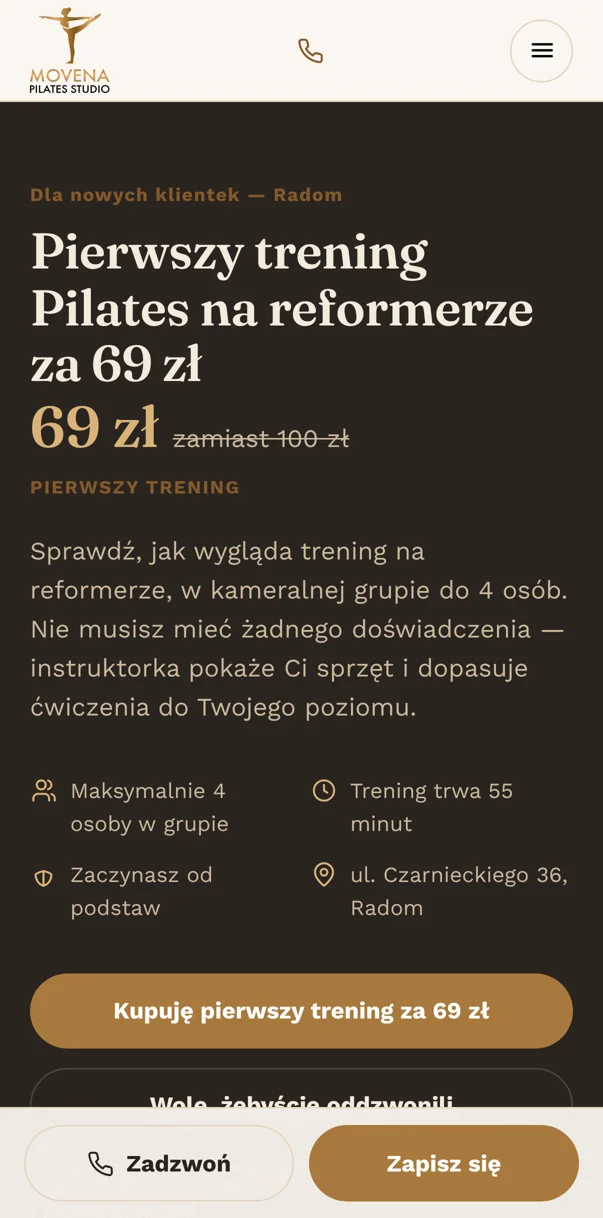 MOVENA
PILATES STUDIO
Dla nowych klientek — Radom
Pierwszy trening
Pilates na reformerze
za 69 zł
69 zł zamiast 100 zł
PIERWSZY TRENING
Sprawdź, jak wygląda trening na
reformerze, w kameralnej grupie do 4 osób.
Nie musisz mieć żadnego doświadczenia —
instruktorka pokaże Ci sprzęt i dopasuje
ćwiczenia do Twojego poziomu.
Maksymalnie 4
osoby w grupie
Trening trwa 55
minut
Zaczynasz od
podstaw
ul. Czarnieckiego 36,
Radom
Kupuję pierwszy trening za 69 zł
Wolę, żebyście oddzwonili
Zadzwoń
Zapisz się